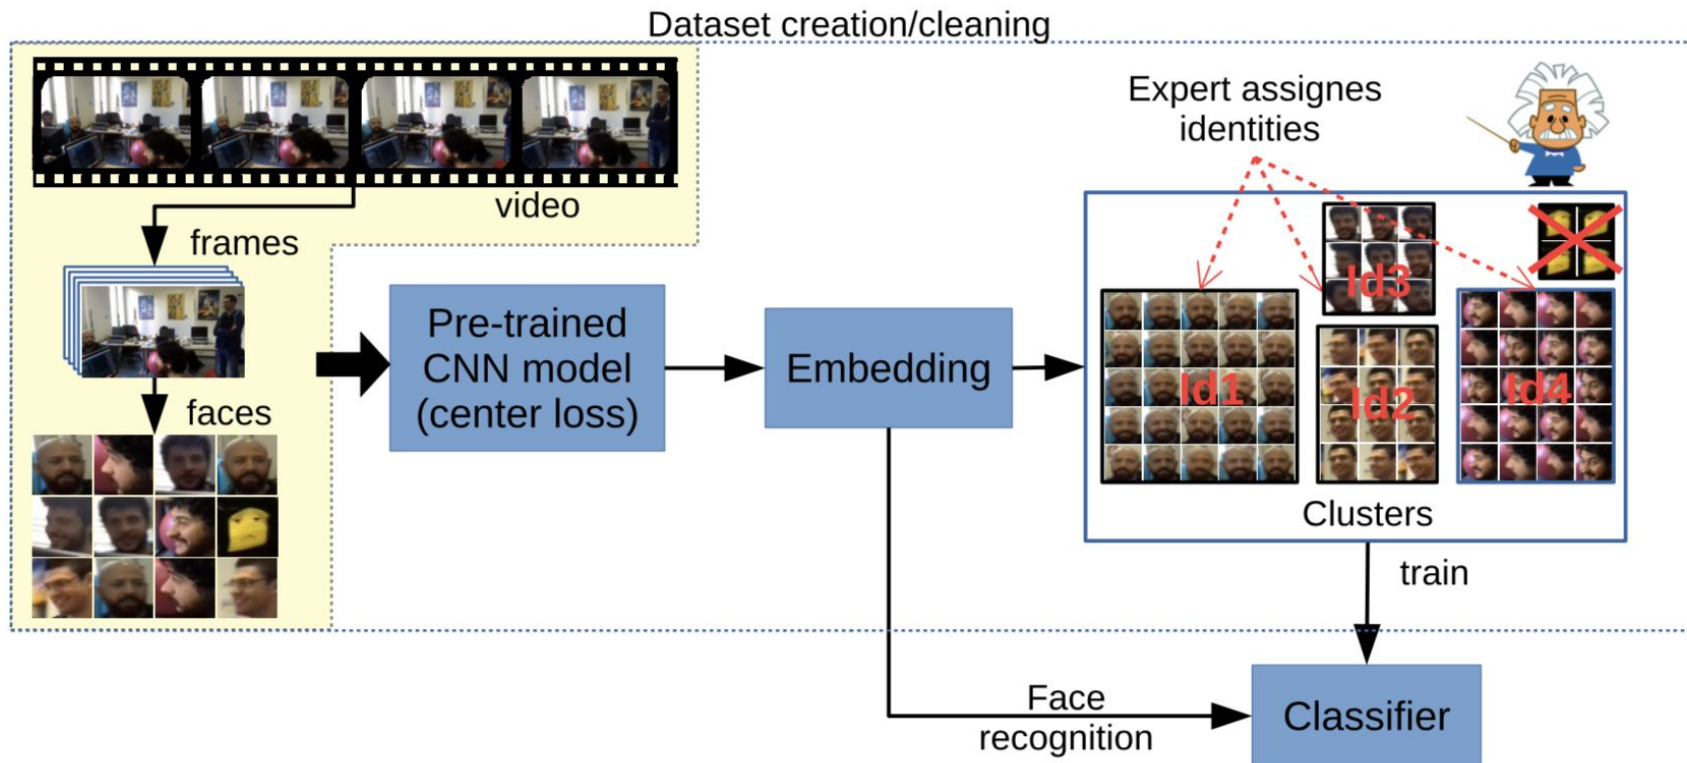 Dataset creation/cleaning
Expert assignes
identities
video
frames
faces
Pre-trained
CNN model
(center loss)
Embedding
Id3
Id1
Id2
Id4
Clusters
train
Face
recognition
Classifier